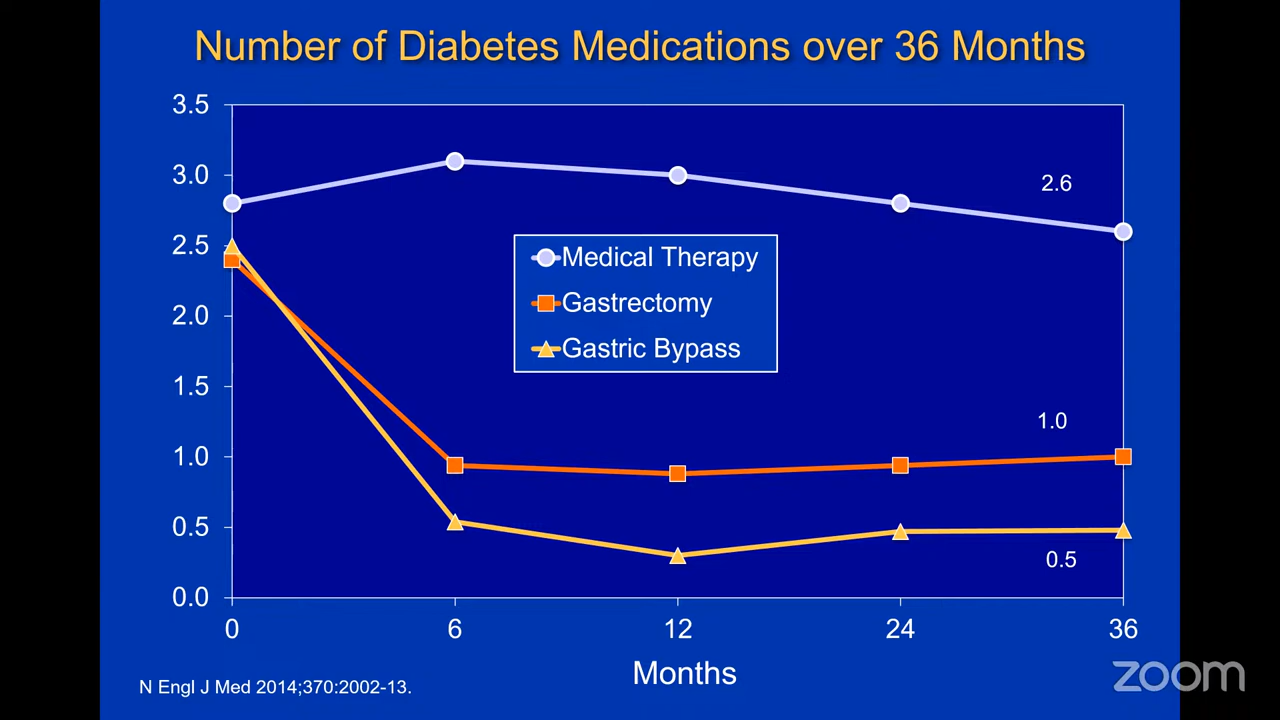 Number of Diabetes Medications over 36 Months
3.5
3.0
2.6
2.5
Medical Therapy
Gastrectomy
2.0
Gastric Bypass
1.5
1.0
1.0
0.5
0.5
0.0
0 6 12 24 36
Months
N Engl J Med 2014;370:2002-13.
zoom